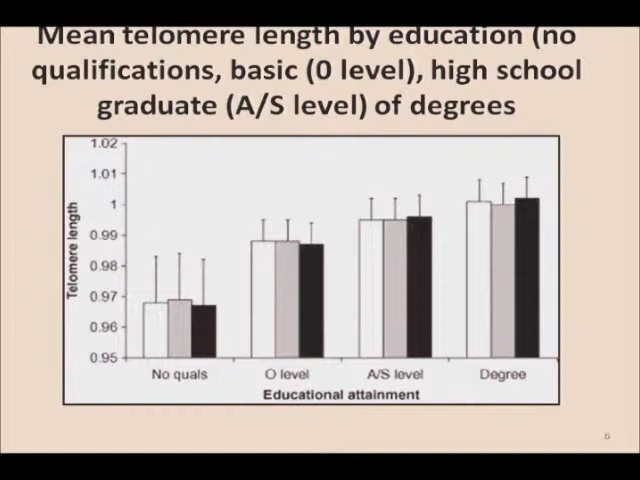 Mean telomere length by education (no
qualifications, basic (0 level), high school
graduate (A/S level) of degrees
1.02
1.01
1
0.99
0.98
0.97
0.96
0.95
Telomere length
No quals
O level
A/S level
Degree
Educational attainment
6